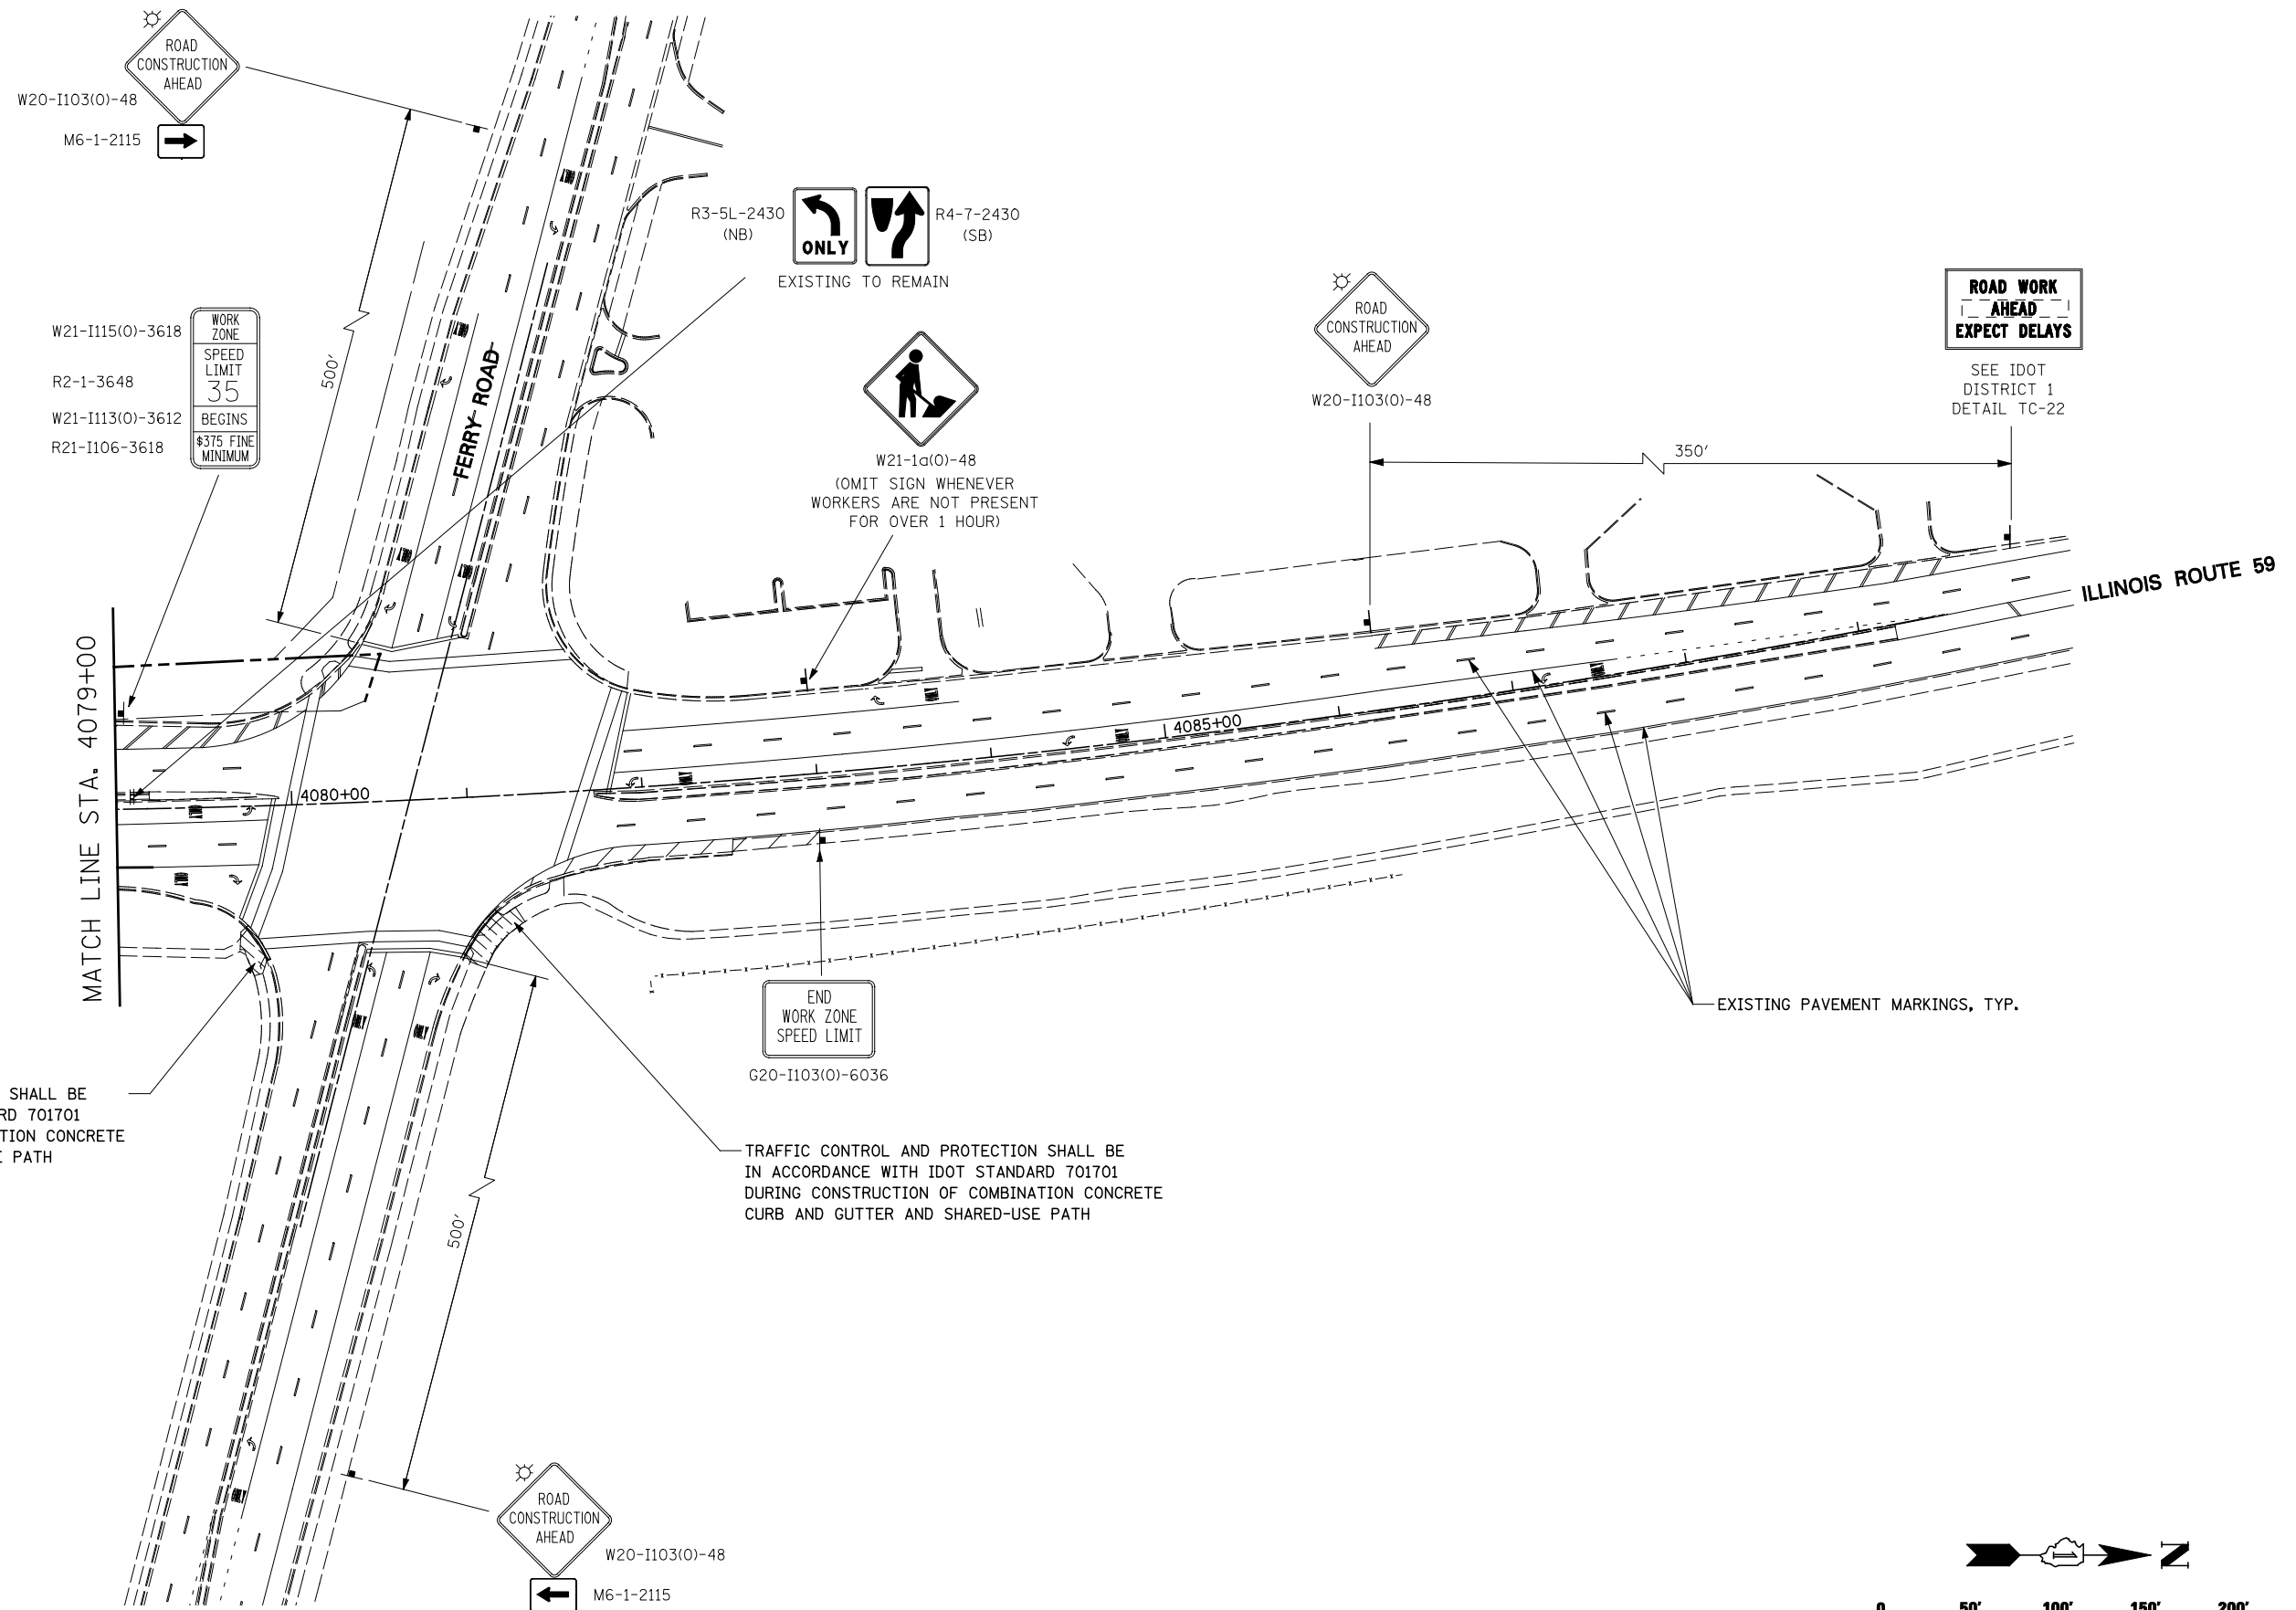 ROAD
CONSTRUCTION
AHEAD
W20-I103(O)-48
M6-1-2115
R3-5L-2430
(NB)
ONLY
R4-7-2430
(SB)
EXISTING TO REMAIN
W21-I115(O)-3618
WORK
ZONE
R2-1-3648
SPEED
LIMIT
35
W21-I113(O)-3612
BEGINS
R21-I106-3618
$375 FINE
MINIMUM
500'
FERRY ROAD
W21-1a(O)-48
(OMIT SIGN WHENEVER
WORKERS ARE NOT PRESENT
FOR OVER 1 HOUR)
ROAD
CONSTRUCTION
AHEAD
W20-I103(O)-48
ROAD WORK
AHEAD
EXPECT DELAYS
SEE IDOT
DISTRICT 1
DETAIL TC-22
350'
ILLINOIS ROUTE 59
MATCH LINE STA. 4079+00
4080+00
4085+00
END
WORK ZONE
SPEED LIMIT
G20-I103(O)-6036
EXISTING PAVEMENT MARKINGS, TYP.
SHALL BE
RD 701701
TION CONCRETE
E PATH
TRAFFIC CONTROL AND PROTECTION SHALL BE
IN ACCORDANCE WITH IDOT STANDARD 701701
DURING CONSTRUCTION OF COMBINATION CONCRETE
CURB AND GUTTER AND SHARED-USE PATH
500'
ROAD
CONSTRUCTION
AHEAD
W20-I103(O)-48
M6-1-2115
Z
0 50' 100' 150' 200'